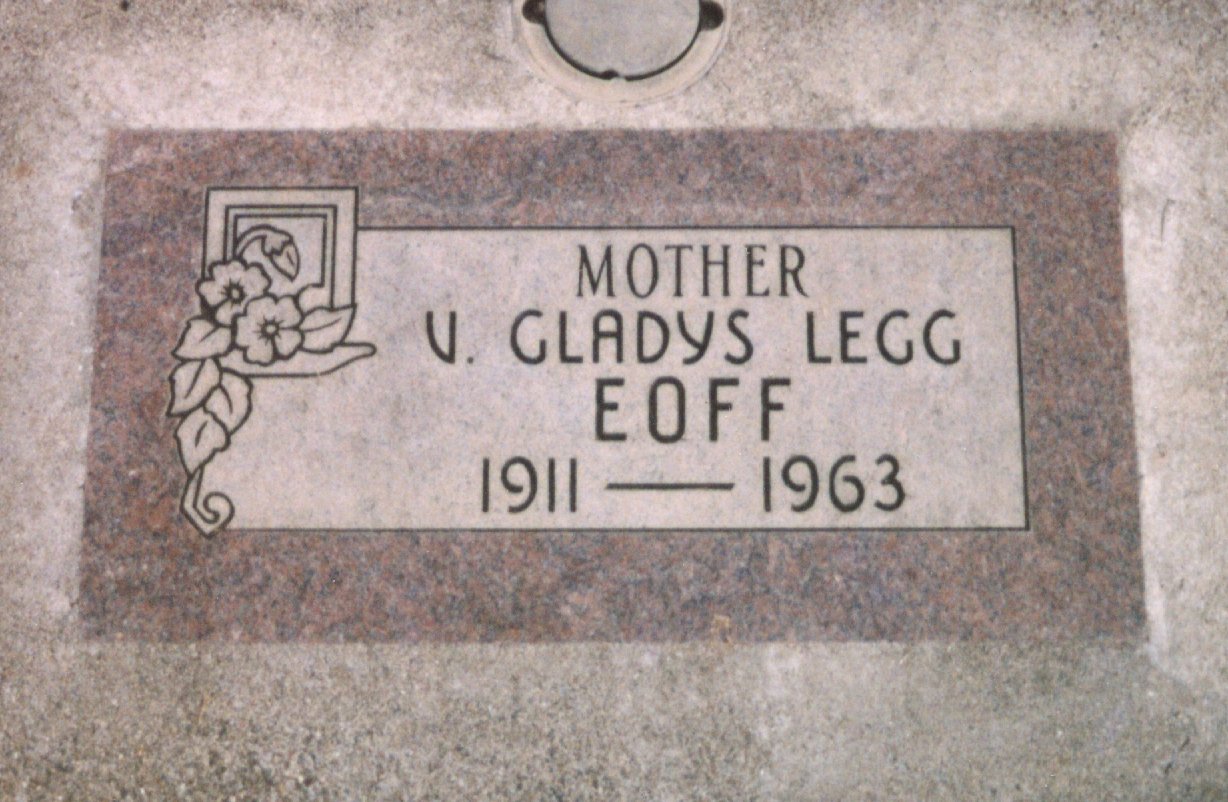 MOTHER
V. GLADYS LEGG
EOFF
1911 — 1963